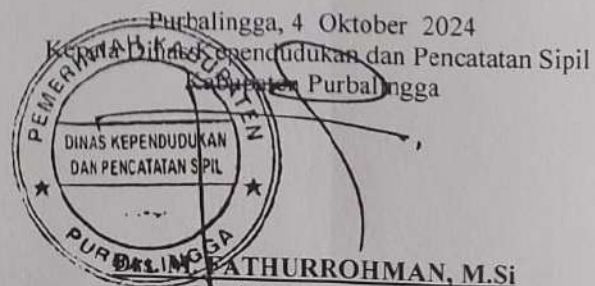 Purbalingga, 4 Oktober 2024
Kepala Dinas Kependudukan dan Pencatatan Sipil
Kabupaten Purbalingga
PEMERINTAH KABUPATEN
DINAS KEPENDUDUKAN
DAN PENCATATAN SIPIL
PURBALINGGA
FATHURROHMAN, M.Si